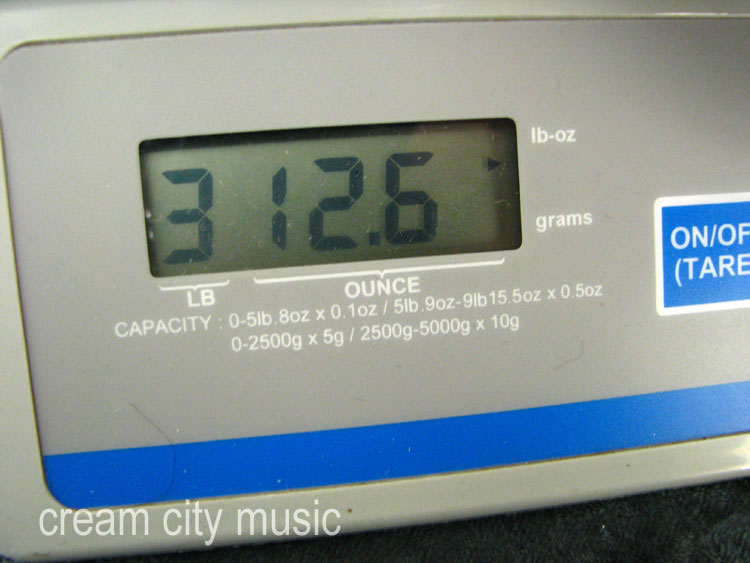 lb-oz
3 12.6
grams
LB OUNCE
ON/OF
(TARE
CAPACITY : 0-5lb.8oz x 0.1oz / 5lb.9oz-9lb15.5oz x 0.5oz
0-2500g x 5g / 2500g-5000g x 10g
cream city music